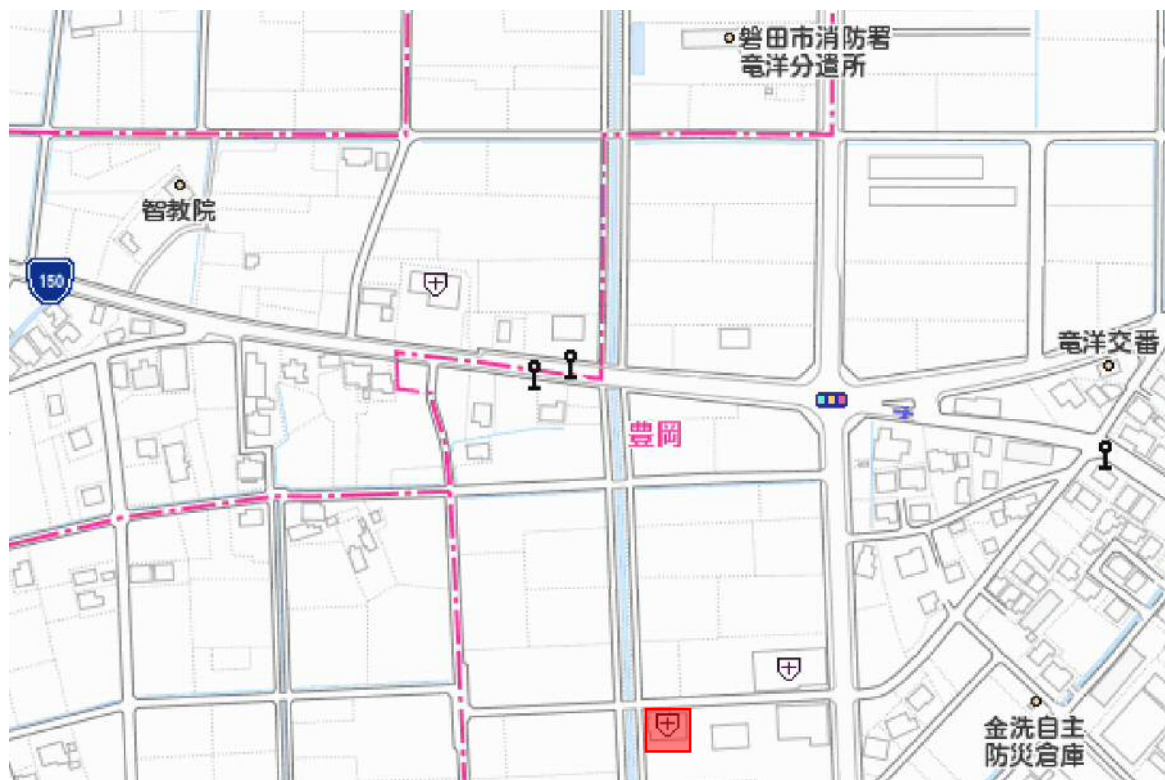 磐田市消防署
竜洋分遣所
智教院
150
竜洋交番
豊岡
金洗自主
防災倉庫